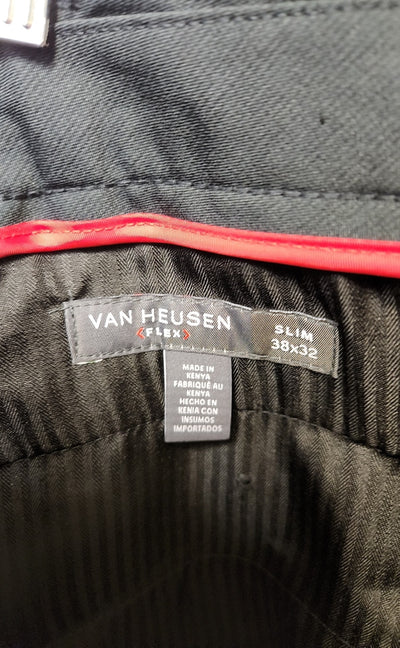 VAN HEUSEN
«FLEX»
SLIM
38x32
MADE IN
KENYA
FABRIQUÉ AU
KENYA
HECHO EN
KENIA CON
INSUMOS
IMPORTADOS